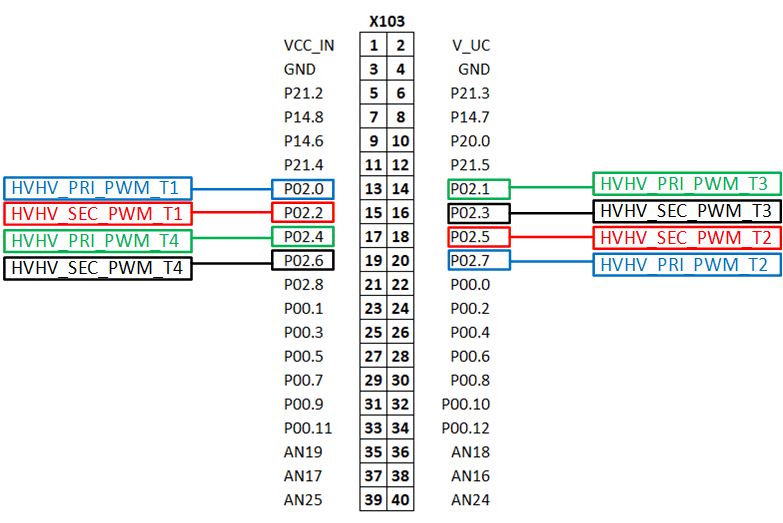 X103
VCC_IN 1 2 V_UC
GND 3 4 GND
P21.2 5 6 P21.3
P14.8 7 8 P14.7
P14.6 9 10 P20.0
P21.4 11 12 P21.5
HVHV_PRI_PWM_T1 P02.0 13 14 P02.1 HVHV_PRI_PWM_T3
HVHV_SEC_PWM_T1 P02.2 15 16 P02.3 HVHV_SEC_PWM_T3
HVHV_PRI_PWM_T4 P02.4 17 18 P02.5 HVHV_SEC_PWM_T2
HVHV_SEC_PWM_T4 P02.6 19 20 P02.7 HVHV_PRI_PWM_T2
P02.8 21 22 P00.0
P00.1 23 24 P00.2
P00.3 25 26 P00.4
P00.5 27 28 P00.6
P00.7 29 30 P00.8
P00.9 31 32 P00.10
P00.11 33 34 P00.12
AN19 35 36 AN18
AN17 37 38 AN16
AN25 39 40 AN24